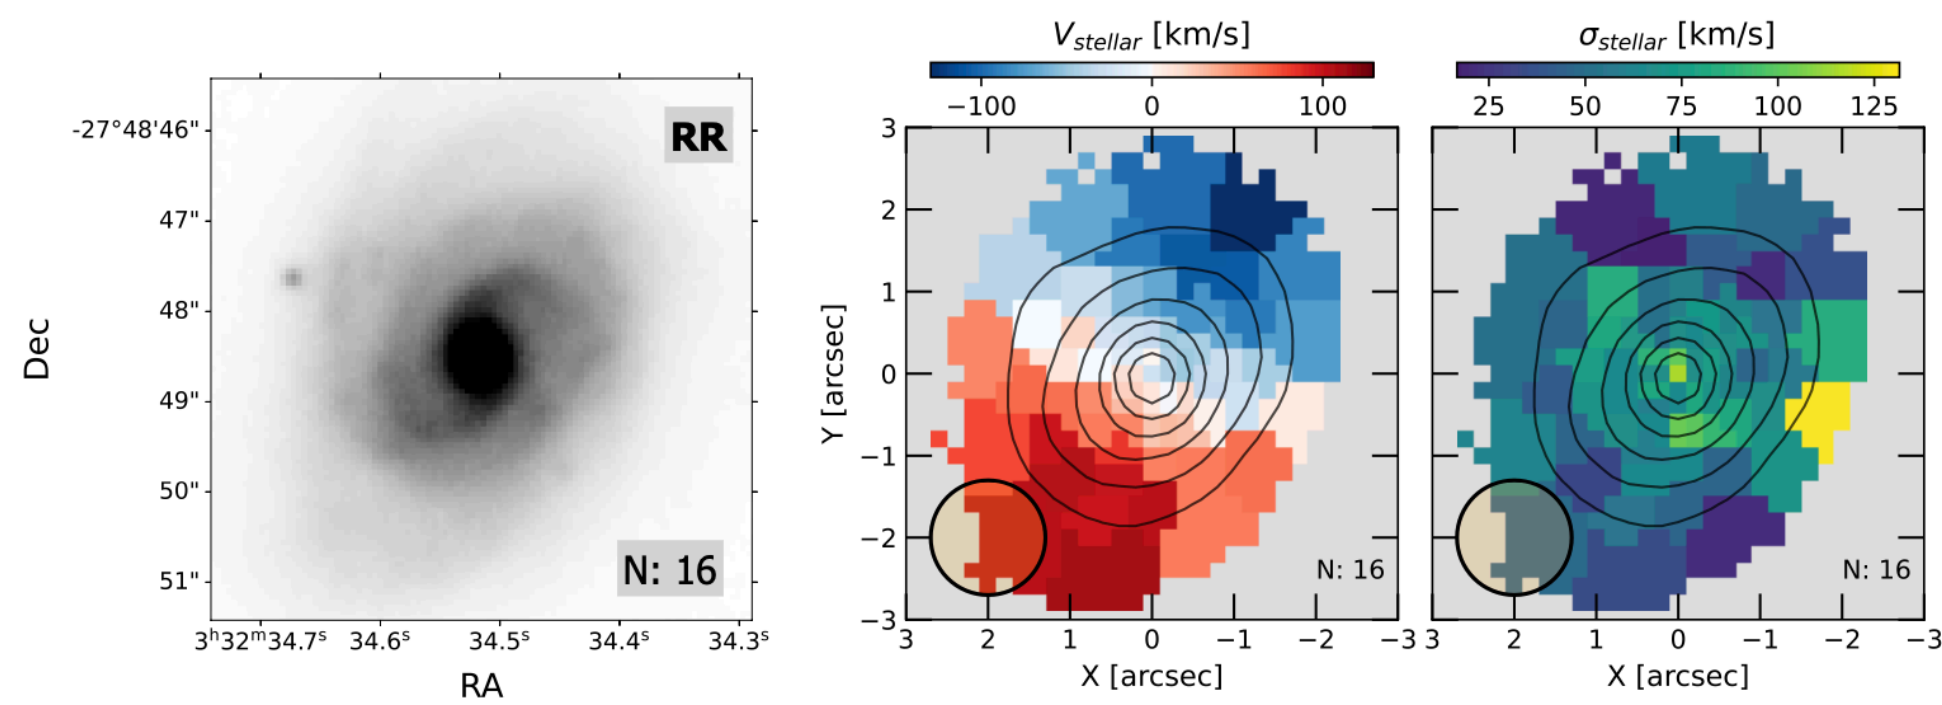 RR
N: 16
-27°48'46"
47"
48"
49"
50"
51"
Dec
3ʰ32ᵐ34.7ˢ 34.6ˢ 34.5ˢ 34.4ˢ 34.3ˢ
RA
V_stellar [km/s]
−100 0 100
3
2
1
0
−1
−2
−3
Y [arcsec]
N: 16
3 2 1 0 −1 −2 −3
X [arcsec]
σ_stellar [km/s]
25 50 75 100 125
N: 16
3 2 1 0 −1 −2 −3
X [arcsec]